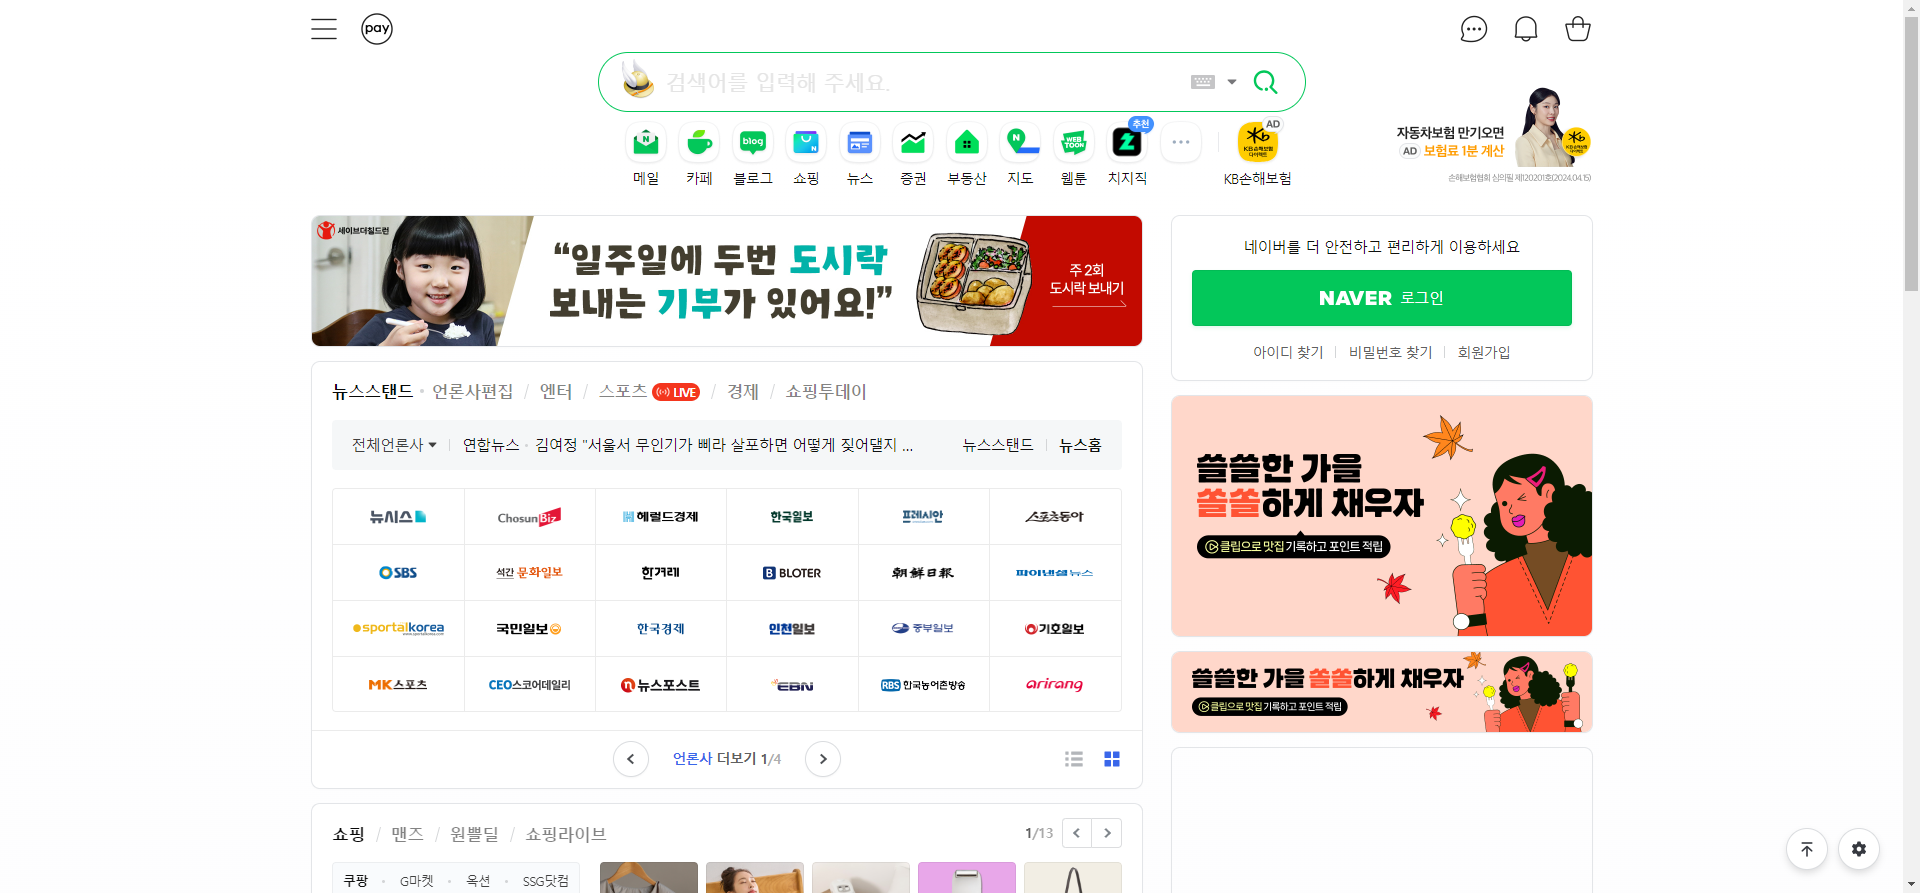 pay
검색어를 입력해 주세요.
메일
카페
blog
블로그
쇼핑
뉴스
증권
부동산
지도
WEB TOON
웹툰
추천
치지직
AD
KB손해보험
다이렉트
KB손해보험
자동차보험 만기오면
AD 보험료 1분 계산
손해보험협회 심의필 제120201호(2024.04.15)
세이브더칠드런
“일주일에 두번 도시락
보내는 기부가 있어요!”
주 2회
도시락 보내기
네이버를 더 안전하고 편리하게 이용하세요
NAVER 로그인
아이디 찾기 비밀번호 찾기 회원가입
뉴스스탠드 언론사편집 / 엔터 / 스포츠 LIVE / 경제 / 쇼핑투데이
전체언론사 연합뉴스 김여정 "서울서 무인기가 삐라 살포하면 어떻게 짖어댈지 ... 뉴스스탠드 뉴스홈
뉴시스 ChosunBiz 헤럴드경제 한국일보 프레시안 스포츠동아
SBS 석간 문화일보 한겨레 BLOTER 朝鮮日報 파이낸셜뉴스
sportalkorea 국민일보 한국경제 인천일보 중부일보 기호일보
MK스포츠 CEO스코어데일리 뉴스포스트 EBN RBS 한국농어촌방송 arirang
언론사 더보기 1/4
쓸쓸한 가을
쏠쏠하게 채우자
클립으로 맛집 기록하고 포인트 적립
쓸쓸한 가을 쏠쏠하게 채우자
클립으로 맛집 기록하고 포인트 적립
쇼핑 / 맨즈 / 원쁠딜 / 쇼핑라이브
1/13
쿠팡 G마켓 옥션 SSG닷컴